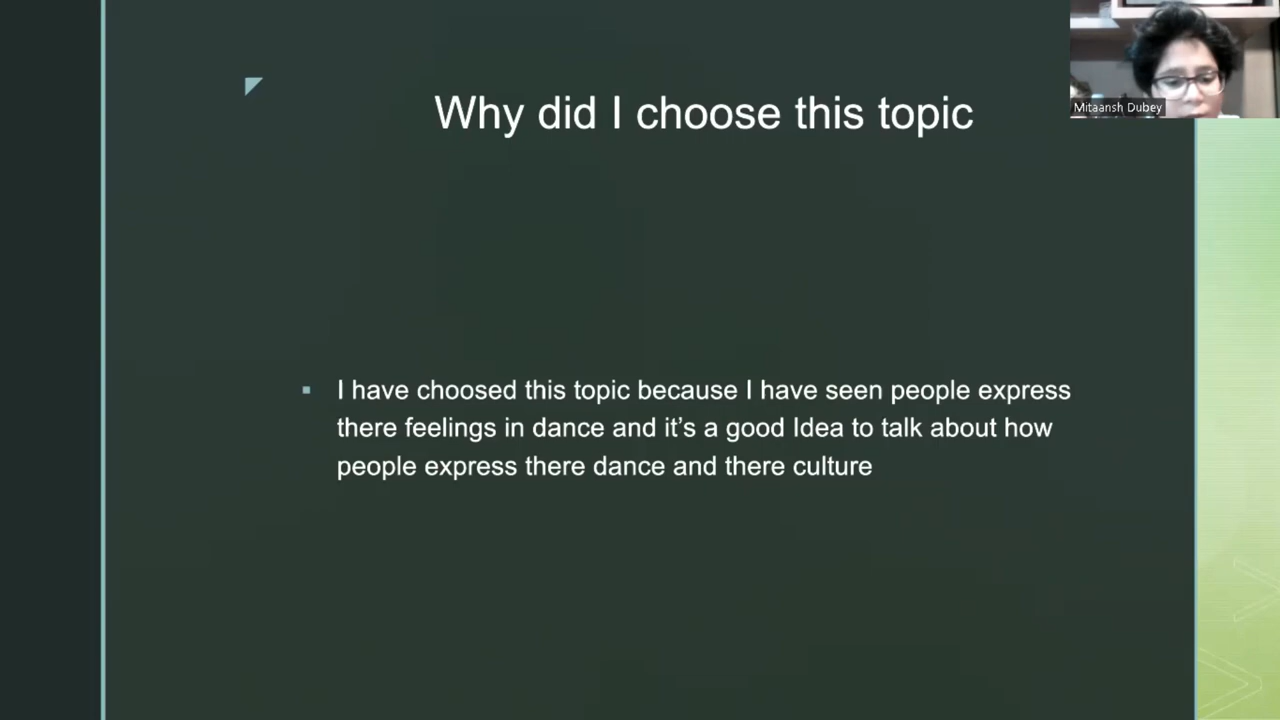 Why did I choose this topic
Mitaansh Dubey
I have choosed this topic because I have seen people express
there feelings in dance and it's a good Idea to talk about how
people express there dance and there culture